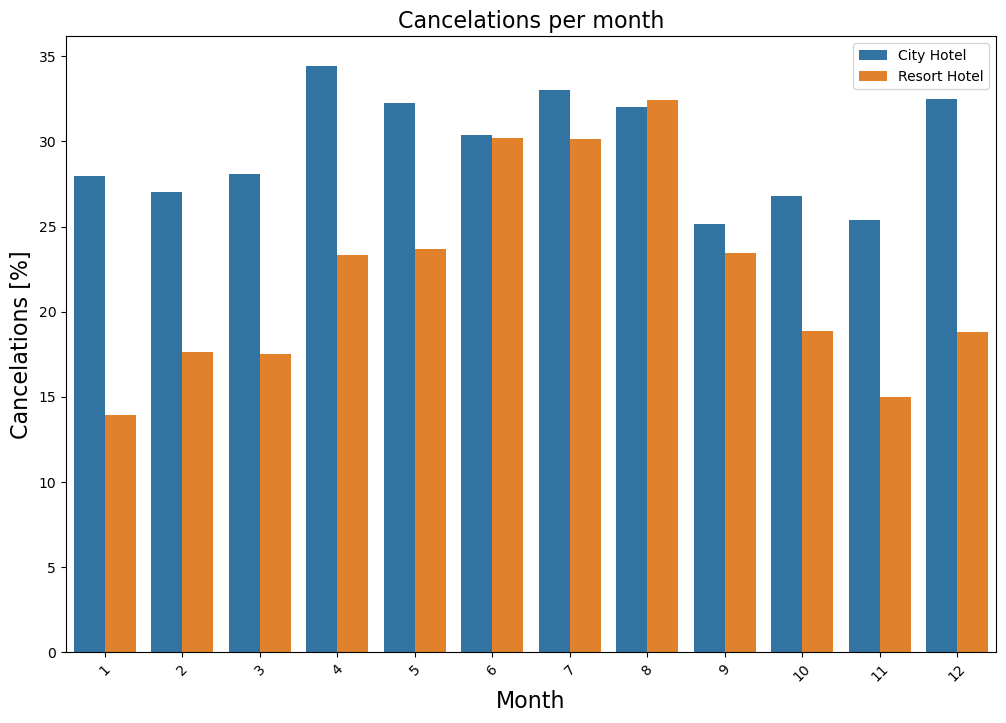 Cancelations per month
City Hotel
Resort Hotel
Cancelations [%]
35
30
25
20
15
10
5
0
1 2 3 4 5 6 7 8 9 10 11 12
Month